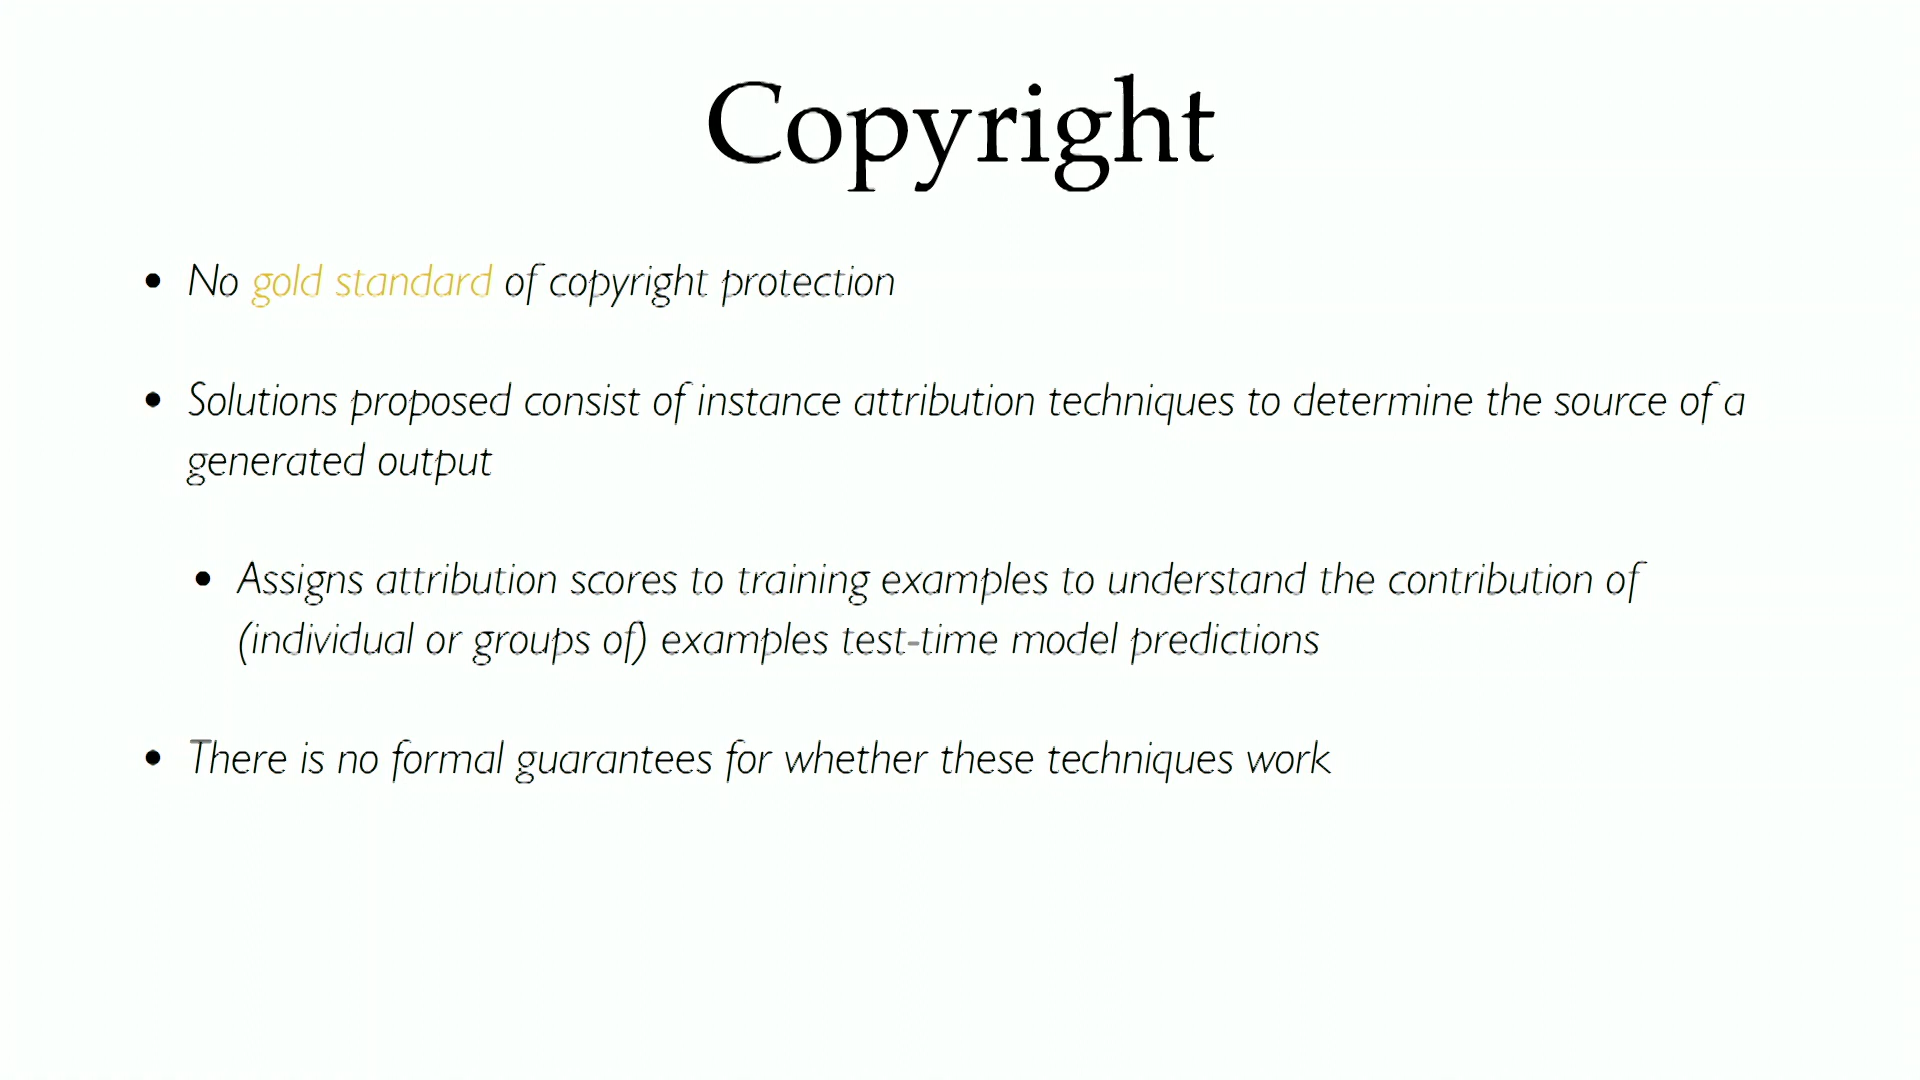 Copyright
• No gold standard of copyright protection
• Solutions proposed consist of instance attribution techniques to determine the source of a
generated output
• Assigns attribution scores to training examples to understand the contribution of
(individual or groups of) examples test-time model predictions
• There is no formal guarantees for whether these techniques work